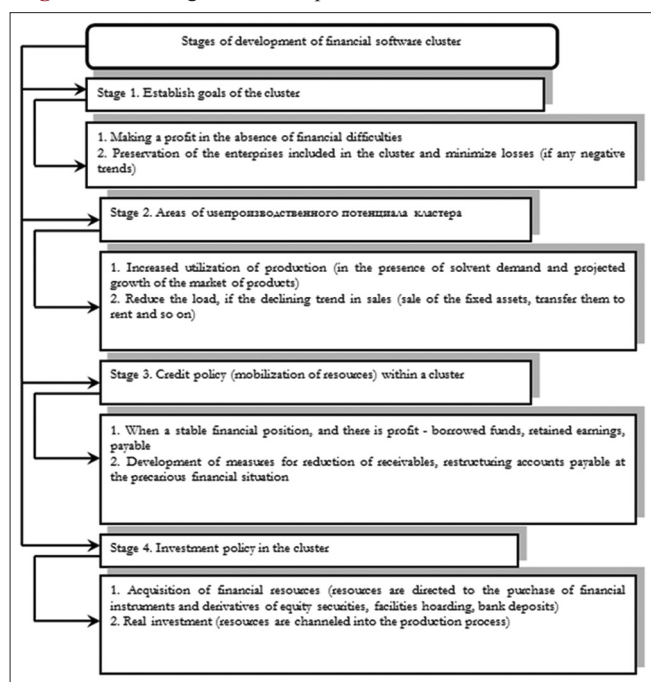 Stages of development of financial software cluster
Stage 1. Establish goals of the cluster
1. Making a profit in the absence of financial difficulties
2. Preservation of the enterprises included in the cluster and minimize losses (if any negative
trends)
Stage 2. Areas of useпроизводственного потенциала кластера
1. Increased utilization of production (in the presence of solvent demand and projected
growth of the market of products)
2. Reduce the load, if the declining trend in sales (sale of the fixed assets, transfer them to
rent and so on)
Stage 3. Credit policy (mobilization of resources) within a cluster
1. When a stable financial position, and there is profit - borrowed funds, retained earnings,
payable
2. Development of measures for reduction of receivables, restructuring accounts payable at
the precarious financial situation
Stage 4. Investment policy in the cluster
1. Acquisition of financial resources (resources are directed to the purchase of financial
instruments and derivatives of equity securities, facilities hoarding, bank deposits)
2. Real investment (resources are channeled into the production process)